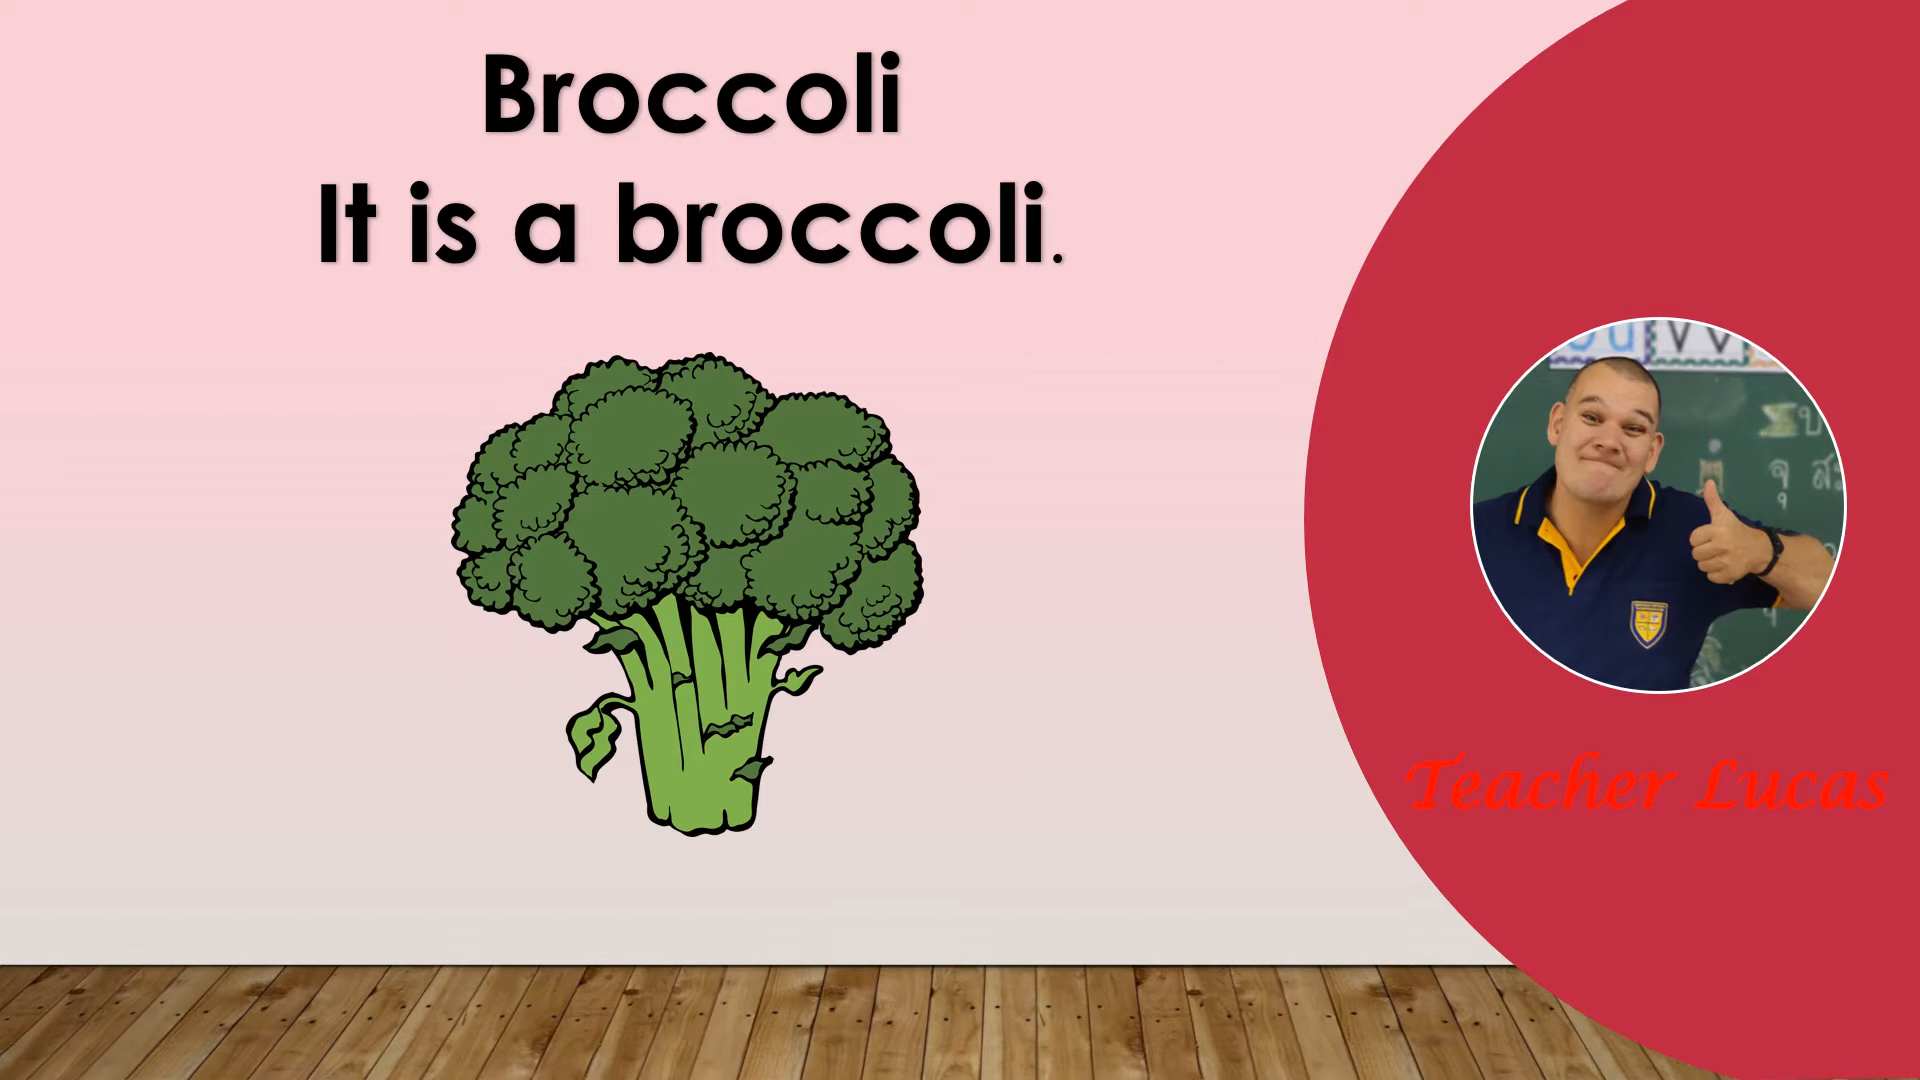 Broccoli
It is a broccoli.
Teacher Lucas